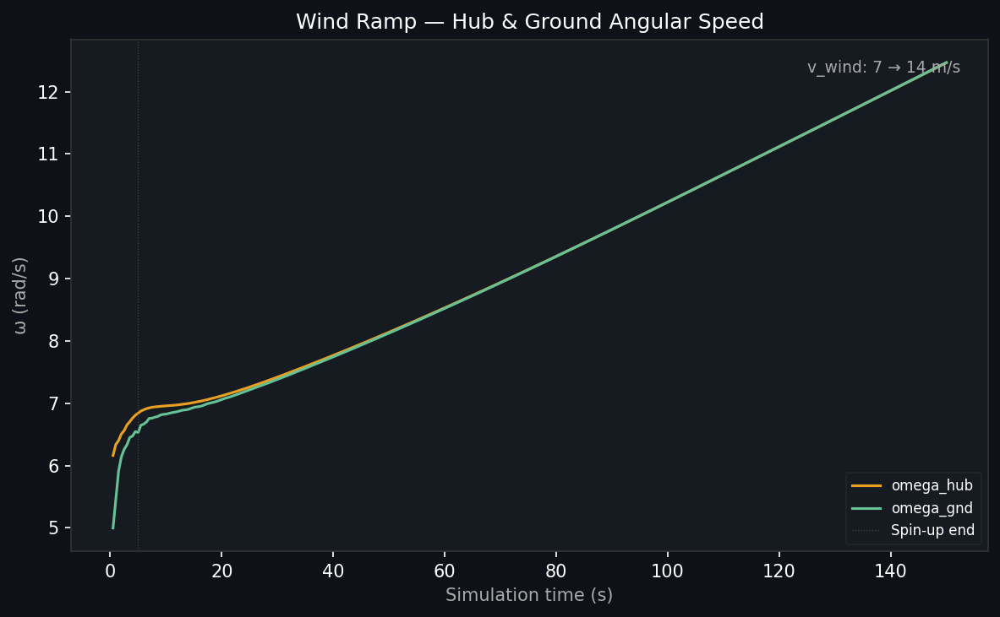 Wind Ramp — Hub & Ground Angular Speed
v_wind: 7 → 14 m/s
ω (rad/s)
12
11
10
9
8
7
6
5
omega_hub
omega_gnd
Spin-up end
0 20 40 60 80 100 120 140
Simulation time (s)